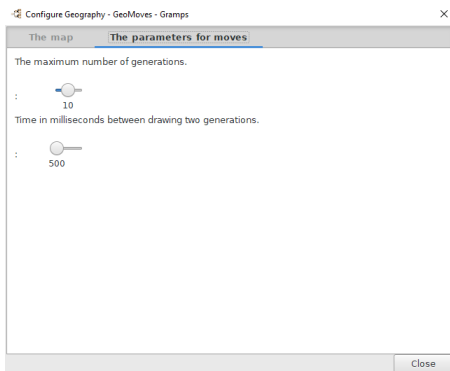 Configure Geography - GeoMoves - Gramps
The map
The parameters for moves
The maximum number of generations.
:
10
Time in milliseconds between drawing two generations.
:
500
Close